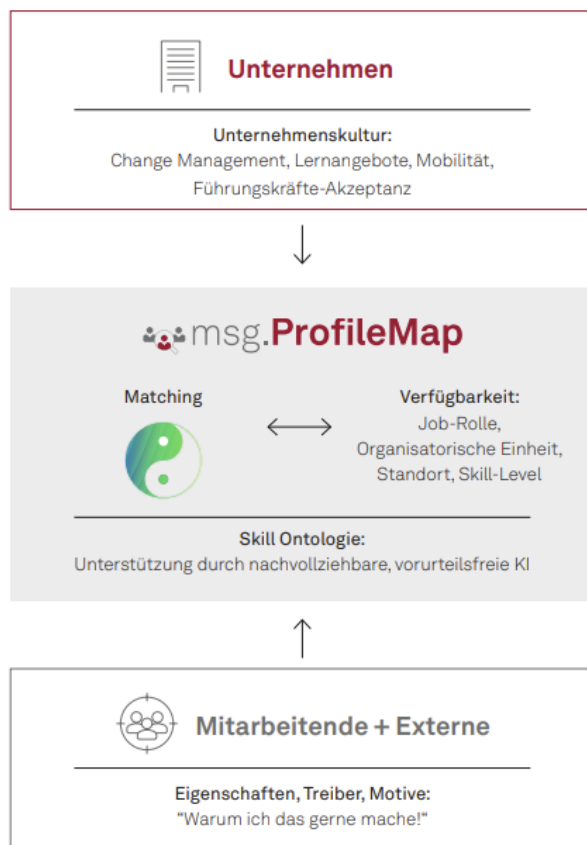 Unternehmen
Unternehmenskultur:
Change Management, Lernangebote, Mobilität,
Führungskräfte-Akzeptanz
msg.ProfileMap
Matching
Verfügbarkeit:
Job-Rolle,
Organisatorische Einheit,
Standort, Skill-Level
Skill Ontologie:
Unterstützung durch nachvollziehbare, vorurteilsfreie KI
Mitarbeitende + Externe
Eigenschaften, Treiber, Motive:
"Warum ich das gerne mache!"